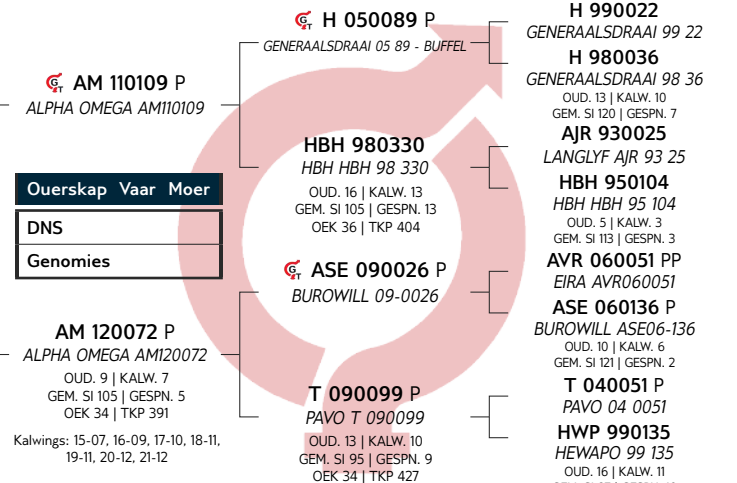 AM 110109 P
ALPHA OMEGA AM110109
Ouerskap Vaar Moer
DNS
Genomies
AM 120072 P
ALPHA OMEGA AM120072
OUD. 9 | KALW. 7
GEM. SI 105 | GESPN. 5
OEK 34 | TKP 391
Kalwings: 15-07, 16-09, 17-10, 18-11,
19-11, 20-12, 21-12
H 050089 P
GENERAALSDRAAI 05 89 - BUFFEL
HBH 980330
HBH HBH 98 330
OUD. 16 | KALW. 13
GEM. SI 105 | GESPN. 13
OEK 36 | TKP 404
ASE 090026 P
BUROWILL 09-0026
T 090099 P
PAVO T 090099
OUD. 13 | KALW. 10
GEM. SI 95 | GESPN. 9
OEK 34 | TKP 427
H 990022
GENERAALSDRAAI 99 22
H 980036
GENERAALSDRAAI 98 36
OUD. 13 | KALW. 10
GEM. SI 120 | GESPN. 7
AJR 930025
LANGLYF AJR 93 25
HBH 950104
HBH HBH 95 104
OUD. 5 | KALW. 3
GEM. SI 113 | GESPN. 3
AVR 060051 PP
EIRA AVR060051
ASE 060136 P
BUROWILL ASE06-136
OUD. 10 | KALW. 6
GEM. SI 121 | GESPN. 2
T 040051 P
PAVO 04 0051
HWP 990135
HEWAPO 99 135
OUD. 16 | KALW. 11